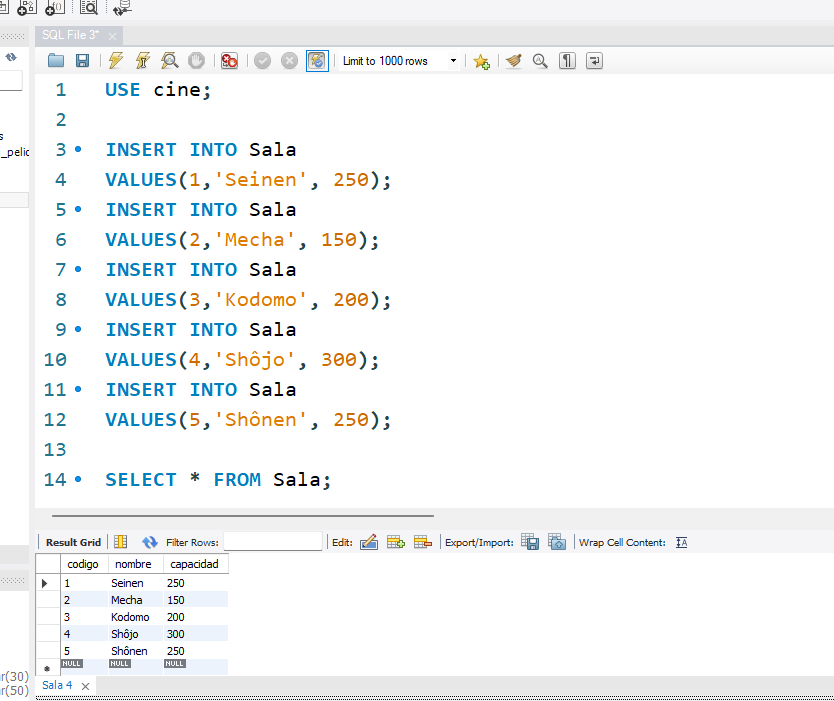 SQL File 3*
Limit to 1000 rows
1 USE cine;
2
3 INSERT INTO Sala
4 VALUES(1,'Seinen', 250);
5 INSERT INTO Sala
6 VALUES(2,'Mecha', 150);
7 INSERT INTO Sala
8 VALUES(3,'Kodomo', 200);
9 INSERT INTO Sala
10 VALUES(4,'Shôjo', 300);
11 INSERT INTO Sala
12 VALUES(5,'Shônen', 250);
13
14 SELECT * FROM Sala;
s
_pelic
Result Grid Filter Rows: Edit: Export/Import: Wrap Cell Content:
codigo nombre capacidad
1 Seinen 250
2 Mecha 150
3 Kodomo 200
4 Shôjo 300
5 Shônen 250
NULL NULL NULL
r(30)
r(50)
Sala 4